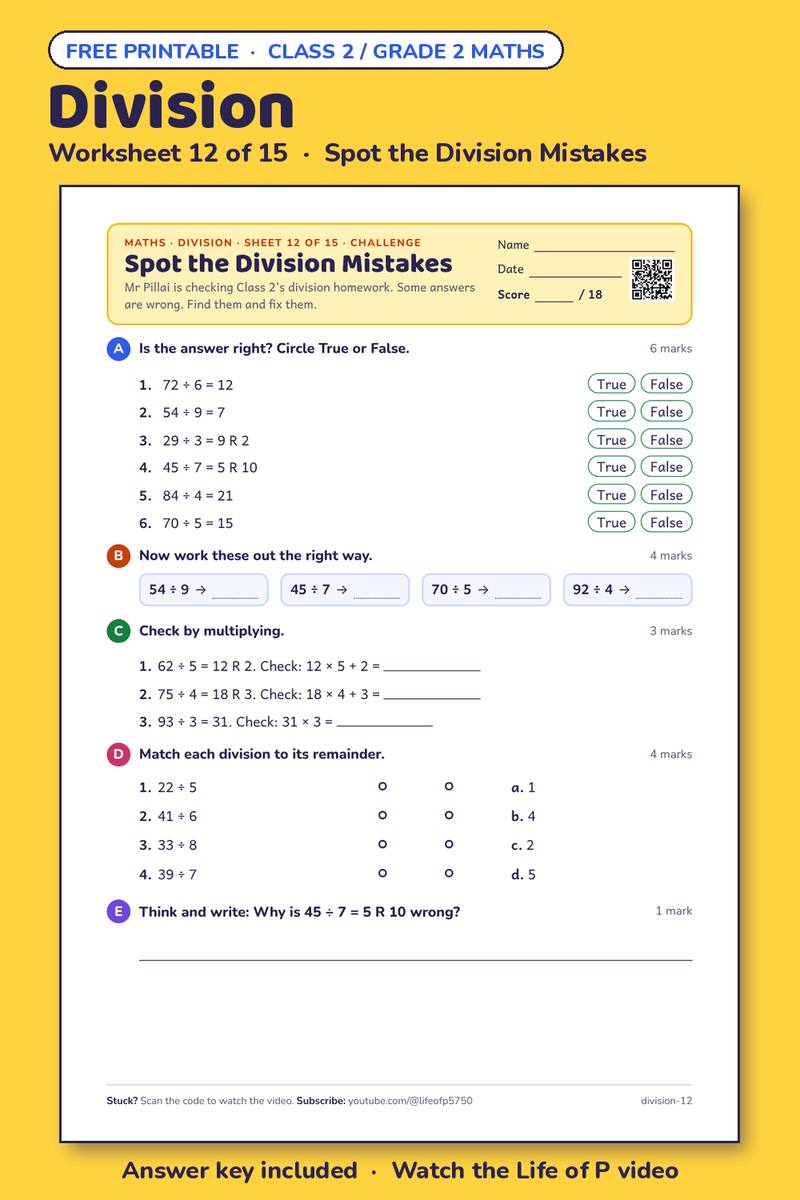 FREE PRINTABLE · CLASS 2 / GRADE 2 MATHS
Division
Worksheet 12 of 15 · Spot the Division Mistakes
MATHS · DIVISION · SHEET 12 OF 15 · CHALLENGE
Spot the Division Mistakes
Mr Pillai is checking Class 2's division homework. Some answers
are wrong. Find them and fix them.
Name
Date
Score / 18
A Is the answer right? Circle True or False. 6 marks
1. 72 ÷ 6 = 12 True False
2. 54 ÷ 9 = 7 True False
3. 29 ÷ 3 = 9 R 2 True False
4. 45 ÷ 7 = 5 R 10 True False
5. 84 ÷ 4 = 21 True False
6. 70 ÷ 5 = 15 True False
B Now work these out the right way. 4 marks
54 ÷ 9 → 45 ÷ 7 → 70 ÷ 5 → 92 ÷ 4 →
C Check by multiplying. 3 marks
1. 62 ÷ 5 = 12 R 2. Check: 12 × 5 + 2 =
2. 75 ÷ 4 = 18 R 3. Check: 18 × 4 + 3 =
3. 93 ÷ 3 = 31. Check: 31 × 3 =
D Match each division to its remainder. 4 marks
1. 22 ÷ 5 a. 1
2. 41 ÷ 6 b. 4
3. 33 ÷ 8 c. 2
4. 39 ÷ 7 d. 5
E Think and write: Why is 45 ÷ 7 = 5 R 10 wrong? 1 mark
Stuck? Scan the code to watch the video. Subscribe: youtube.com/@lifeofp5750 division-12
Answer key included · Watch the Life of P video